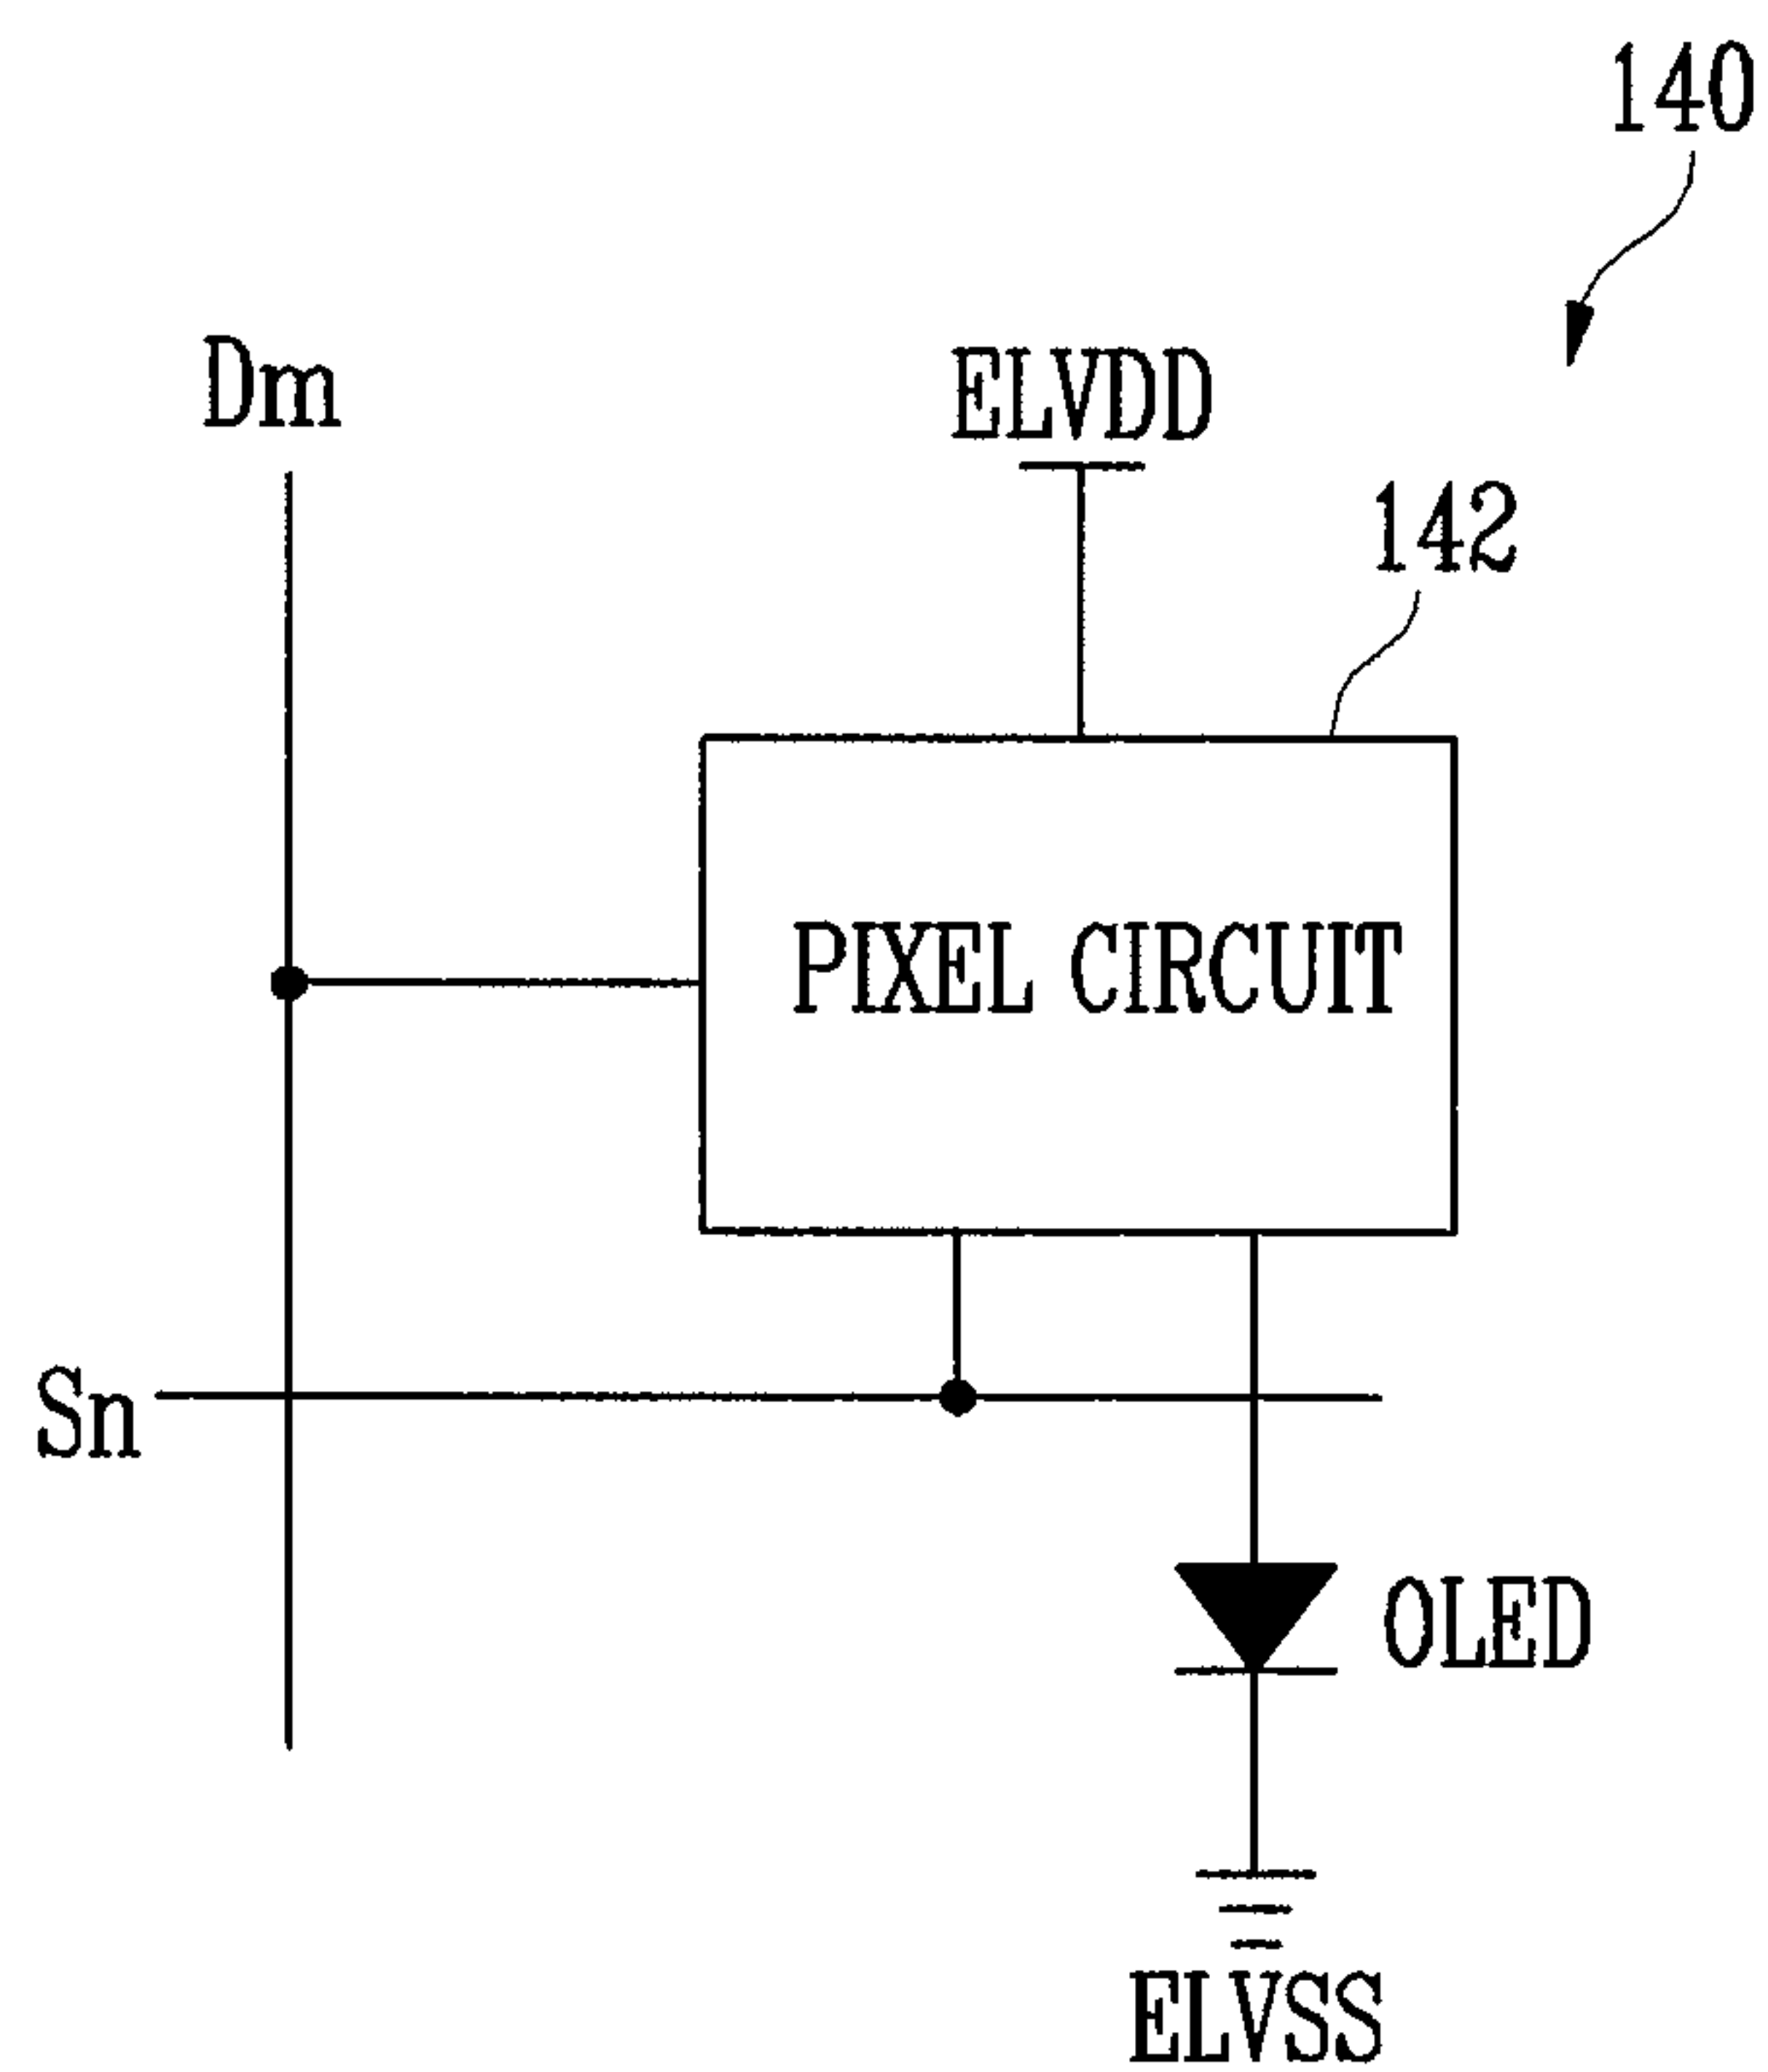 140
Dm
ELVDD
142
PIXEL CIRCUIT
Sn
OLED
ELVSS